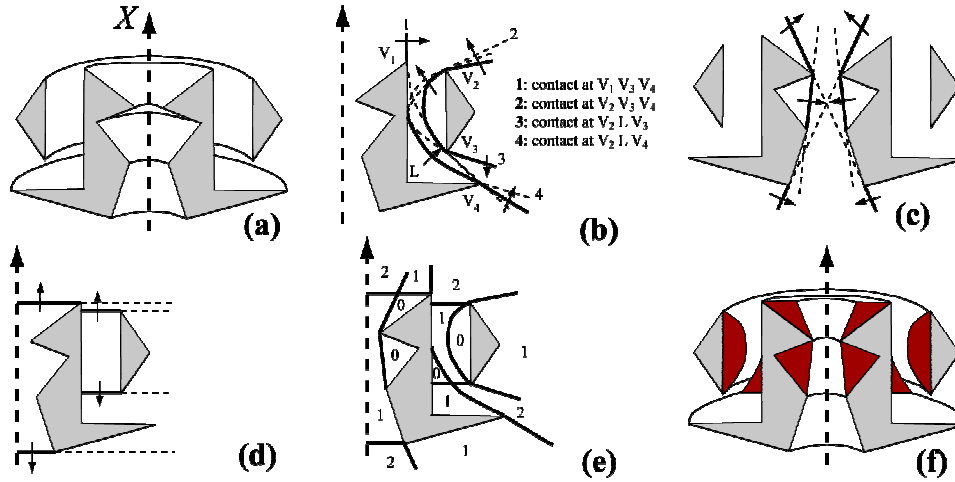 X
(a)
V1
V2
V3
V4
L
2
3
4
1: contact at V1 V3 V4
2: contact at V2 V3 V4
3: contact at V2 L V3
4: contact at V2 L V4
(b)
(c)
(d)
2 1 2
0 1
0 0
0
1
1 1 2
2 1
(e)
(f)